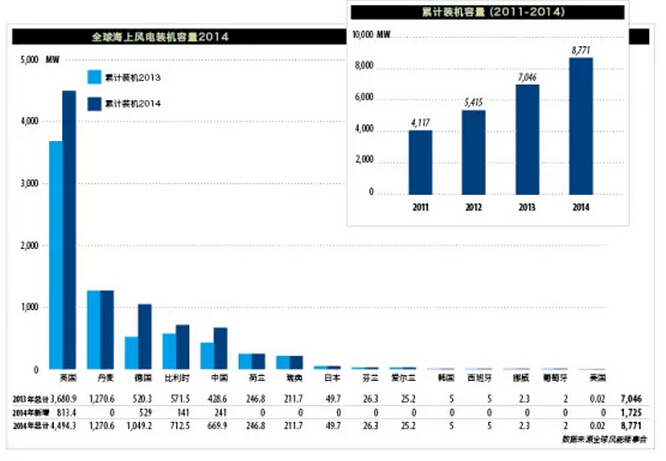 全球海上风电装机容量2014
5,000 MW
累计装机2013
累计装机2014
4,000
3,000
2,000
1,000
0
累计装机容量 (2011-2014)
10,000 MW
8,000
6,000
4,000
2,000
0
4,117
5,415
7,046
8,771
2011 2012 2013 2014
英国 丹麦 德国 比利时 中国 荷兰 瑞典 日本 芬兰 爱尔兰 韩国 西班牙 挪威 葡萄牙 美国
2013年总计 3,680.9 1,270.6 520.3 571.5 428.6 246.8 211.7 49.7 26.3 25.2 5 5 2.3 2 0.02 7,046
2014年新增 813.4 0 529 141 241 0 0 0 0 0 0 0 0 0 0 1,725
2014年总计 4,494.3 1,270.6 1,049.2 712.5 669.9 246.8 211.7 49.7 26.3 25.2 5 5 2.3 2 0.02 8,771
数据来源全球风能理事会